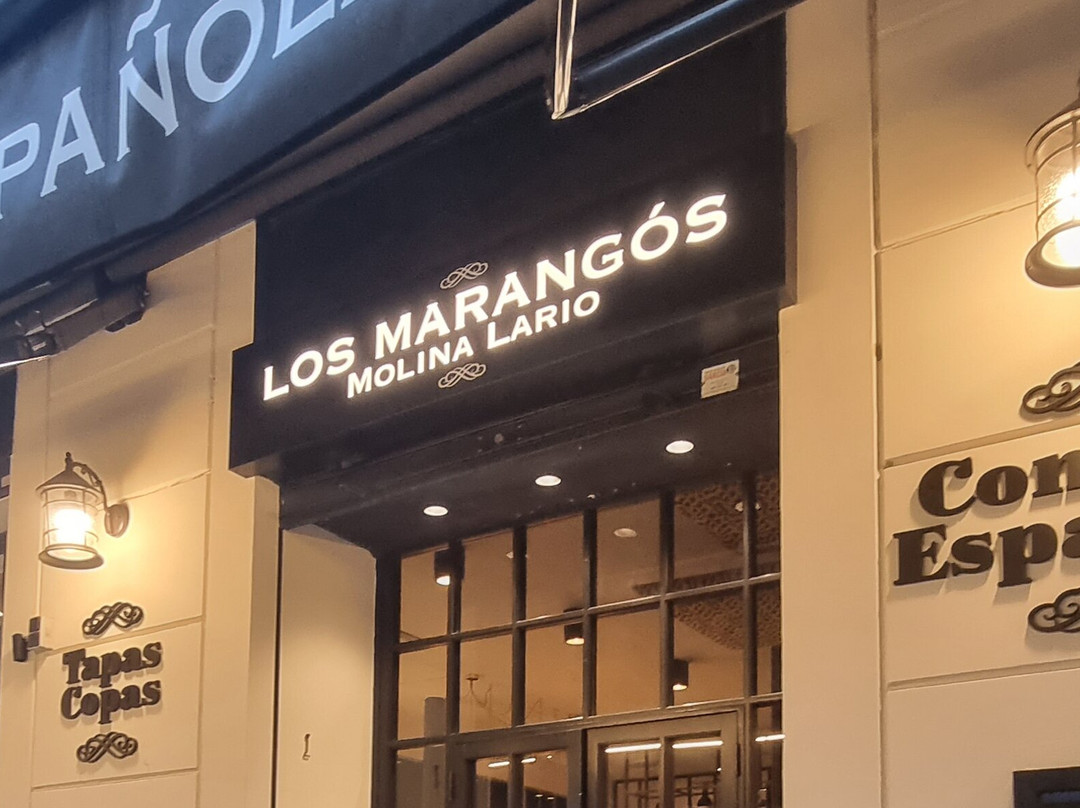 PAÑOL
LOS MARANGÓS
MOLINA LARIO
Tapas
Copas
Con
Espa